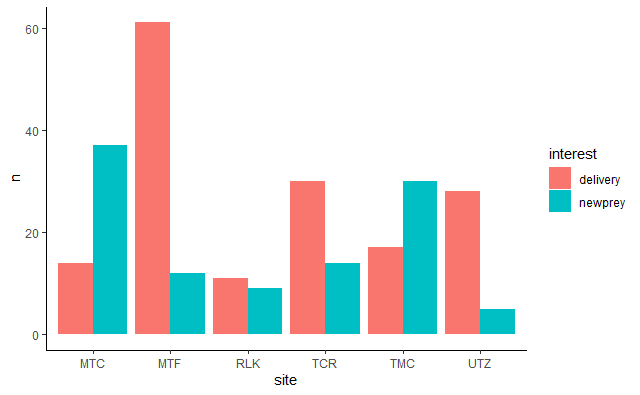 60
40
20
0
n
MTC MTF RLK TCR TMC UTZ
site
interest
delivery
newprey